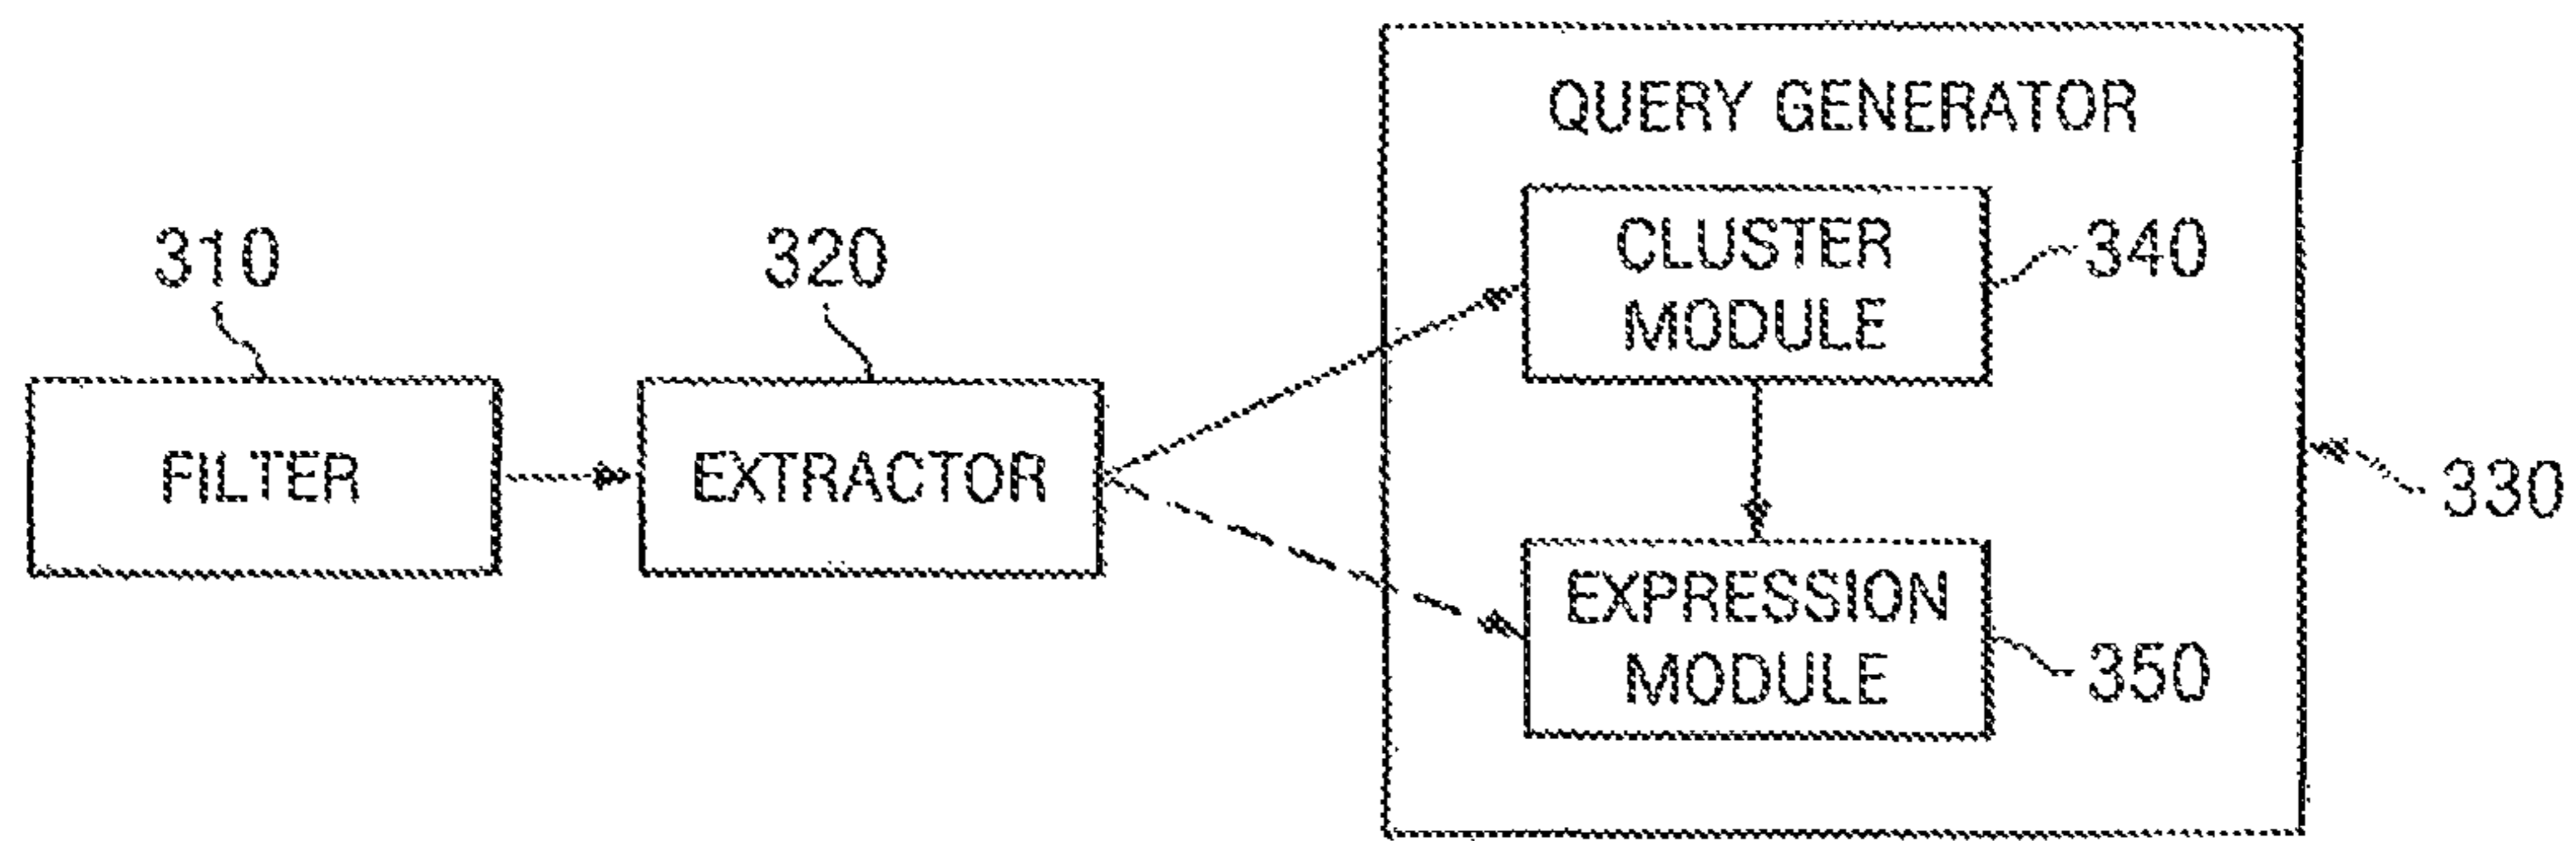 QUERY GENERATOR
310
320
CLUSTER
MODULE
340
FILTER
EXTRACTOR
330
EXPRESSION
MODULE
350